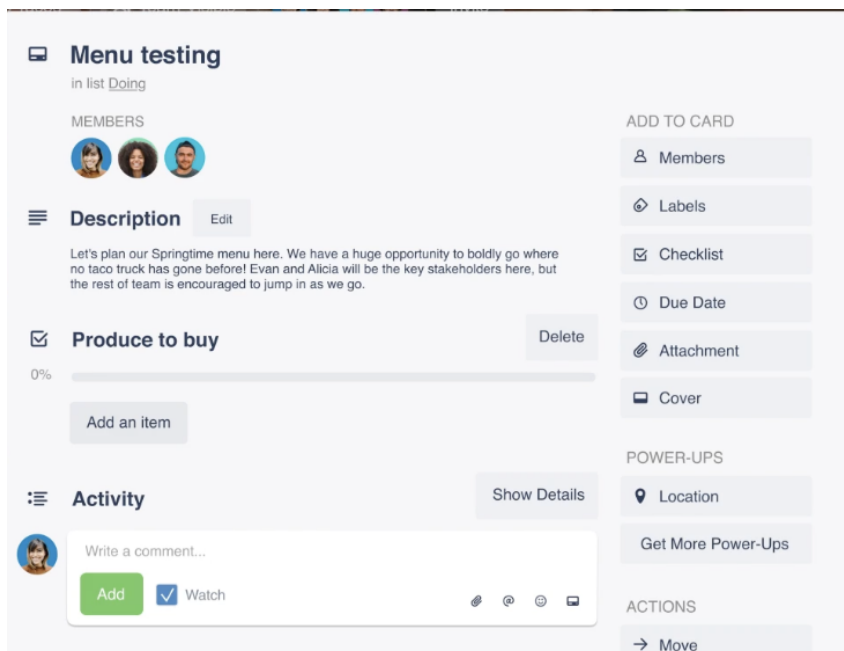 Menu testing
in list Doing
MEMBERS
Description Edit
Let's plan our Springtime menu here. We have a huge opportunity to boldly go where
no taco truck has gone before! Evan and Alicia will be the key stakeholders here, but
the rest of team is encouraged to jump in as we go.
Produce to buy Delete
0%
Add an item
Activity Show Details
Write a comment...
Add Watch
ADD TO CARD
Members
Labels
Checklist
Due Date
Attachment
Cover
POWER-UPS
Location
Get More Power-Ups
ACTIONS
Move